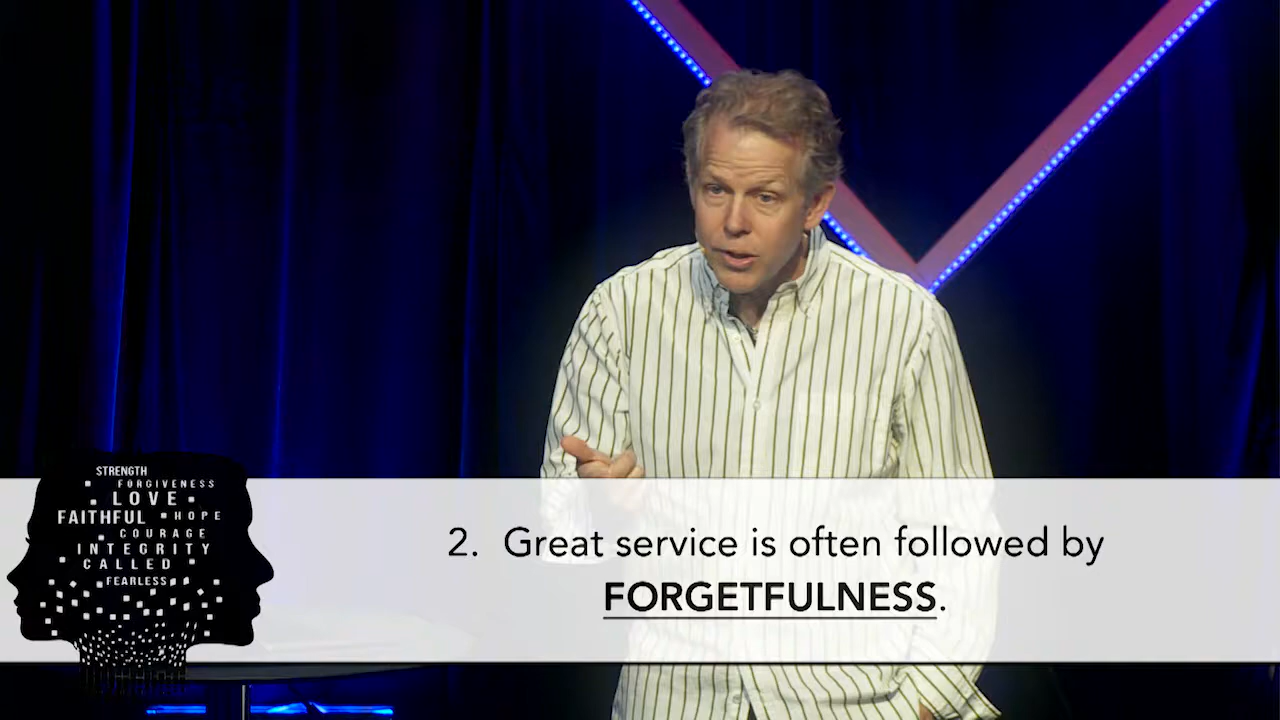 STRENGTH
FORGIVENESS
LOVE
FAITHFUL HOPE
COURAGE
INTEGRITY
CALLED
FEARLESS
2. Great service is often followed by
FORGETFULNESS.